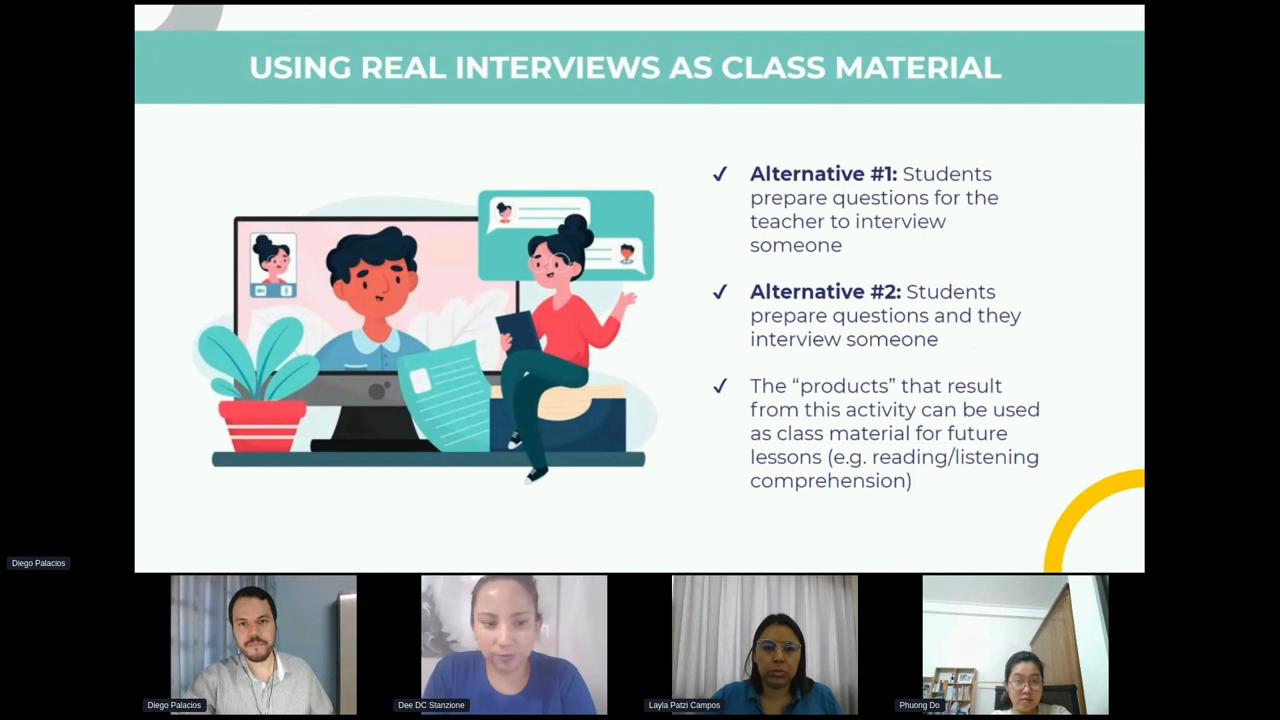 USING REAL INTERVIEWS AS CLASS MATERIAL
✓ Alternative #1: Students
prepare questions for the
teacher to interview
someone
✓ Alternative #2: Students
prepare questions and they
interview someone
✓ The “products” that result
from this activity can be used
as class material for future
lessons (e.g. reading/listening
comprehension)
Diego Palacios
Diego Palacios
Dee DC Stanzione
Layla Patzi Campos
Phuong Do